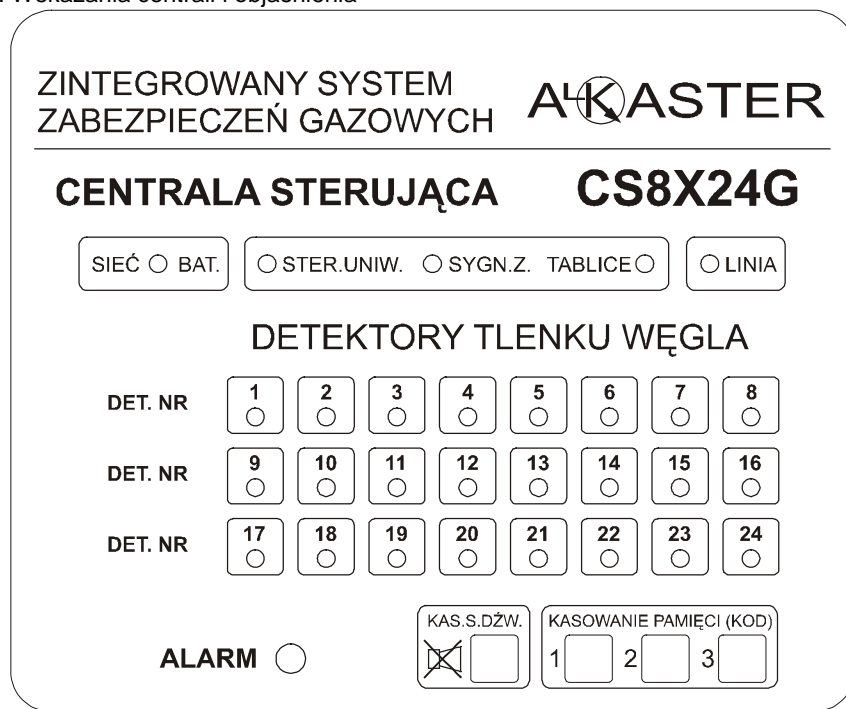 ZINTEGROWANY SYSTEM
ZABEZPIECZEŃ GAZOWYCH
ALKASTER
CENTRALA STERUJĄCA CS8X24G
SIEĆ BAT. STER.UNIW. SYGN.Z. TABLICE LINIA
DETEKTORY TLENKU WĘGLA
DET. NR 1 2 3 4 5 6 7 8
DET. NR 9 10 11 12 13 14 15 16
DET. NR 17 18 19 20 21 22 23 24
KAS.S.DŹW. KASOWANIE PAMIĘCI (KOD)
ALARM 1 2 3